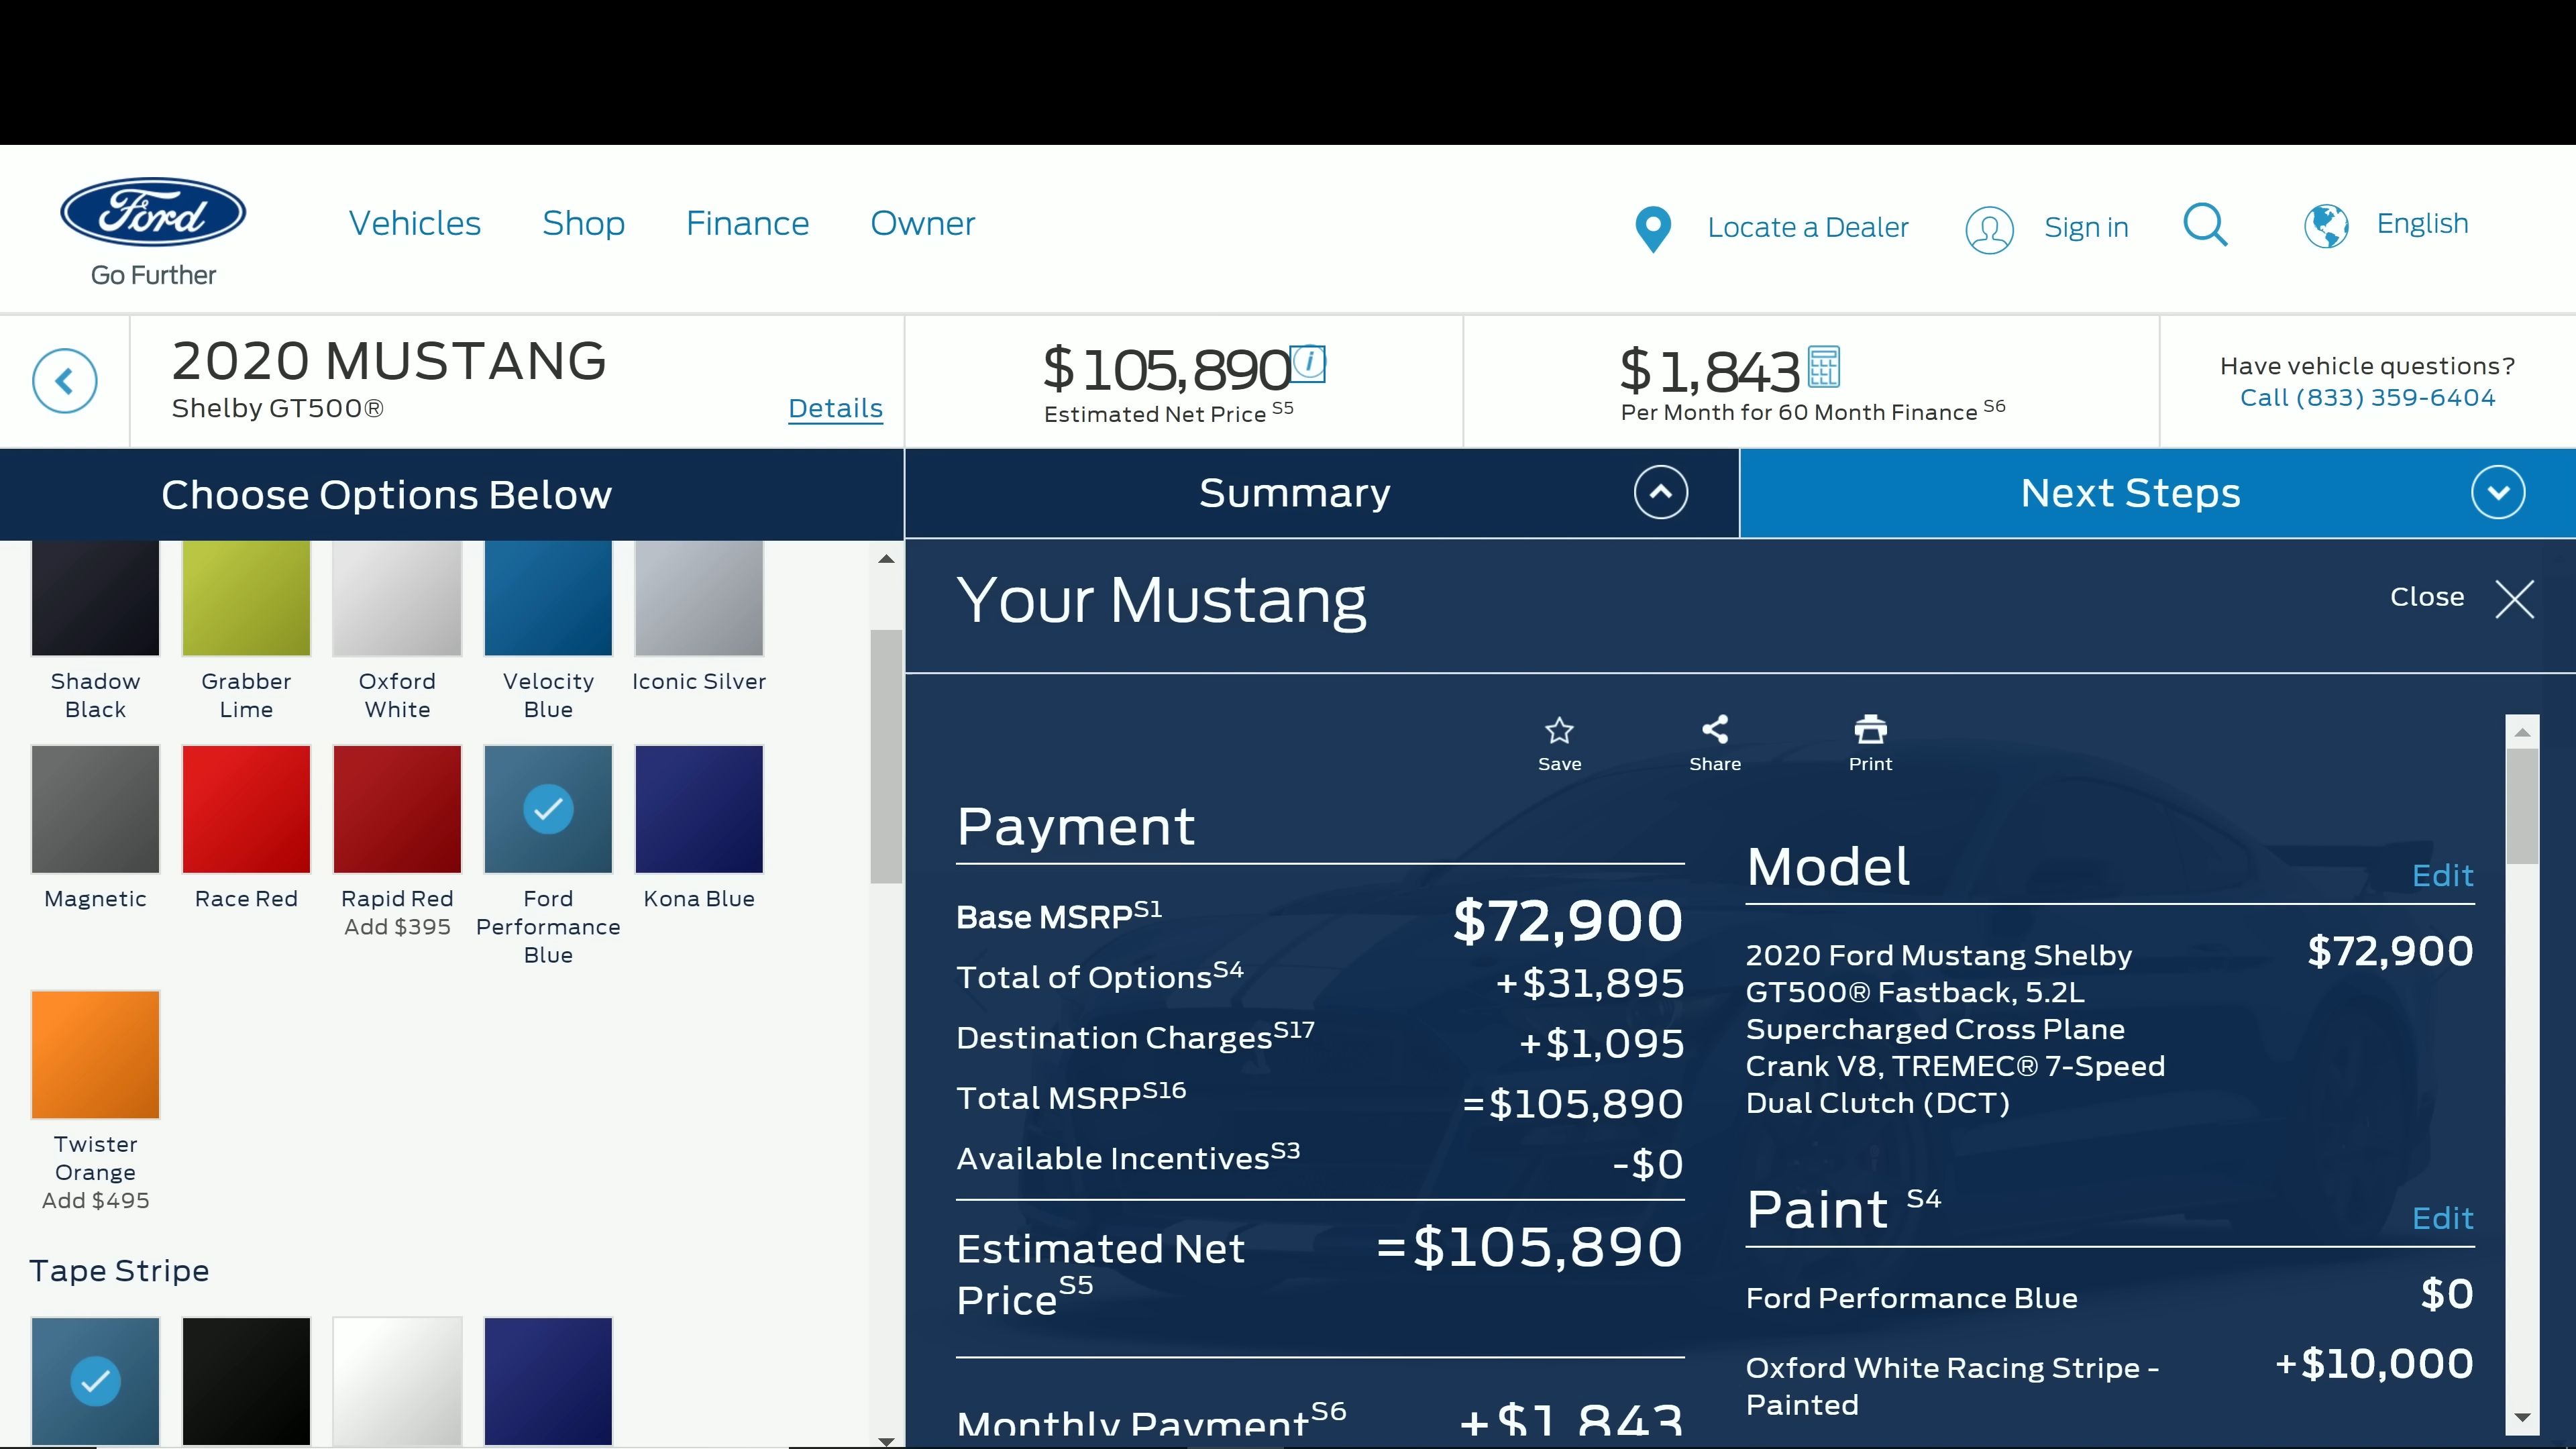 Ford
Go Further
Vehicles
Shop
Finance
Owner
Locate a Dealer
Sign in
English
2020 MUSTANG
Shelby GT500®
Details
$105,890
Estimated Net Price S5
$1,843
Per Month for 60 Month Finance S6
Have vehicle questions?
Call (833) 359-6404
Choose Options Below
Summary
Next Steps
Shadow
Black
Grabber
Lime
Oxford
White
Velocity
Blue
Iconic Silver
Magnetic
Race Red
Rapid Red
Add $395
Ford
Performance
Blue
Kona Blue
Twister
Orange
Add $495
Tape Stripe
Your Mustang
Close
Save
Share
Print
Payment
Base MSRPS1 $72,900
Total of OptionsS4 +$31,895
Destination ChargesS17 +$1,095
Total MSRPS16 =$105,890
Available IncentivesS3 -$0
Estimated Net =$105,890
PriceS5
Monthly PaymentS6 +$1,843
Model
Edit
2020 Ford Mustang Shelby $72,900
GT500® Fastback, 5.2L
Supercharged Cross Plane
Crank V8, TREMEC® 7-Speed
Dual Clutch (DCT)
Paint S4
Edit
Ford Performance Blue $0
Oxford White Racing Stripe - +$10,000
Painted